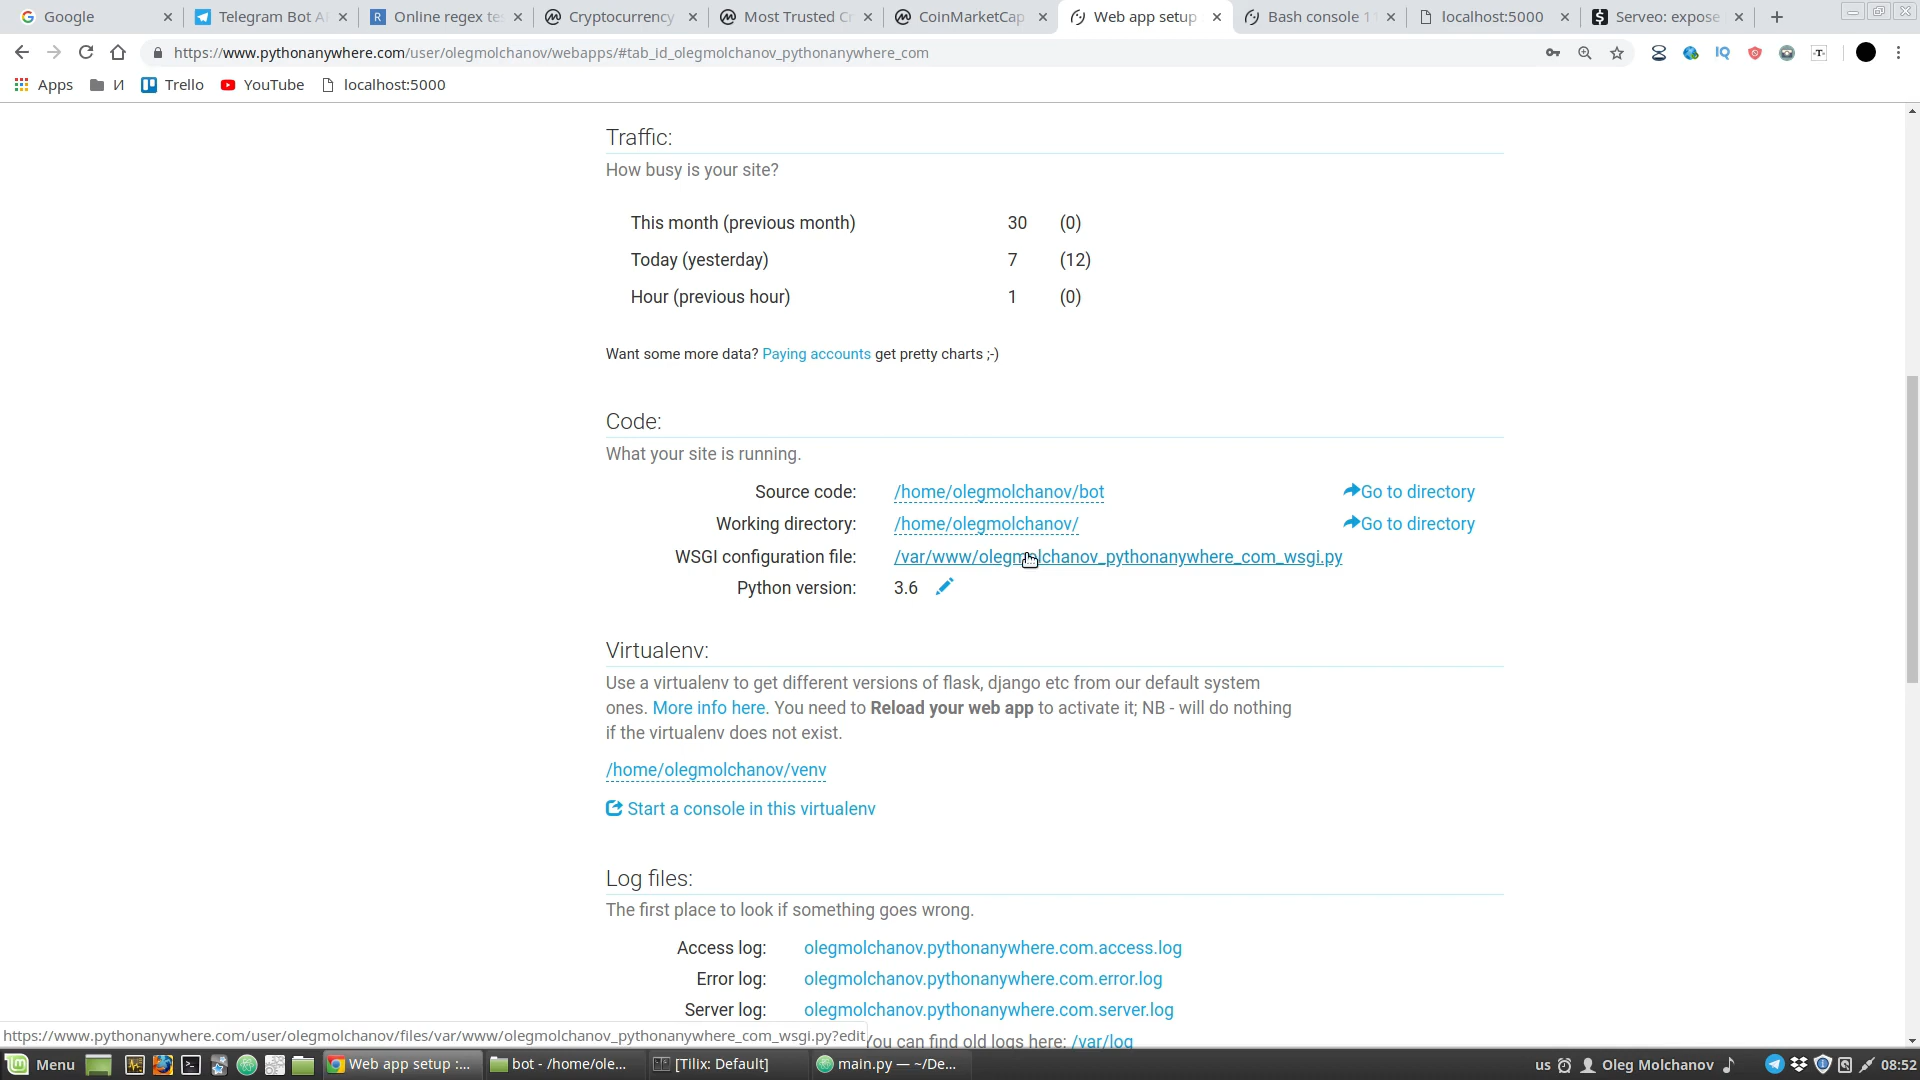 Google
Telegram Bot A
Online regex te
Cryptocurrency
Most Trusted C
CoinMarketCap
Web app setup
Bash console 1
localhost:5000
Serveo: expose
https://www.pythonanywhere.com/user/olegmolchanov/webapps/#tab_id_olegmolchanov_pythonanywhere_com
Apps
И
Trello
YouTube
localhost:5000
Traffic:
How busy is your site?
This month (previous month) 30 (0)
Today (yesterday) 7 (12)
Hour (previous hour) 1 (0)
Want some more data? Paying accounts get pretty charts ;-)
Code:
What your site is running.
Source code: /home/olegmolchanov/bot Go to directory
Working directory: /home/olegmolchanov/ Go to directory
WSGI configuration file: /var/www/olegmolchanov_pythonanywhere_com_wsgi.py
Python version: 3.6
Virtualenv:
Use a virtualenv to get different versions of flask, django etc from our default system
ones. More info here. You need to Reload your web app to activate it; NB - will do nothing
if the virtualenv does not exist.
/home/olegmolchanov/venv
Start a console in this virtualenv
Log files:
The first place to look if something goes wrong.
Access log: olegmolchanov.pythonanywhere.com.access.log
Error log: olegmolchanov.pythonanywhere.com.error.log
Server log: olegmolchanov.pythonanywhere.com.server.log
You can find old logs here: /var/log
https://www.pythonanywhere.com/user/olegmolchanov/files/var/www/olegmolchanov_pythonanywhere_com_wsgi.py?edit
Menu
Web app setup :...
bot - /home/ole...
[Tilix: Default]
main.py — ~/De...
us
Oleg Molchanov
08:52